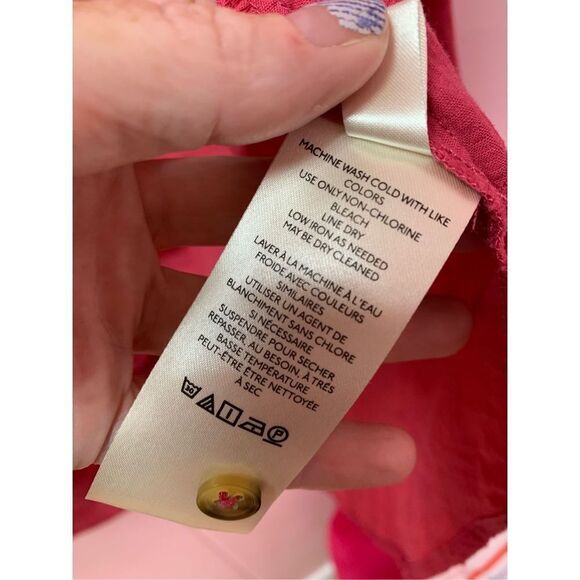 MACHINE WASH COLD WITH LIKE
COLORS
USE ONLY NON-CHLORINE
BLEACH
LINE DRY
LOW IRON AS NEEDED
MAY BE DRY CLEANED
LAVER À LA MACHINE À L'EAU
FROIDE AVEC COULEURS
SIMILAIRES
UTILISER UN AGENT DE
BLANCHIMENT SANS CHLORE
SI NÉCESSAIRE
SUSPENDRE POUR SÉCHER
REPASSER, AU BESOIN, À TRÈS
BASSE TEMPÉRATURE
PEUT-ÊTRE ÊTRE NETTOYÉE
À SEC
30 P